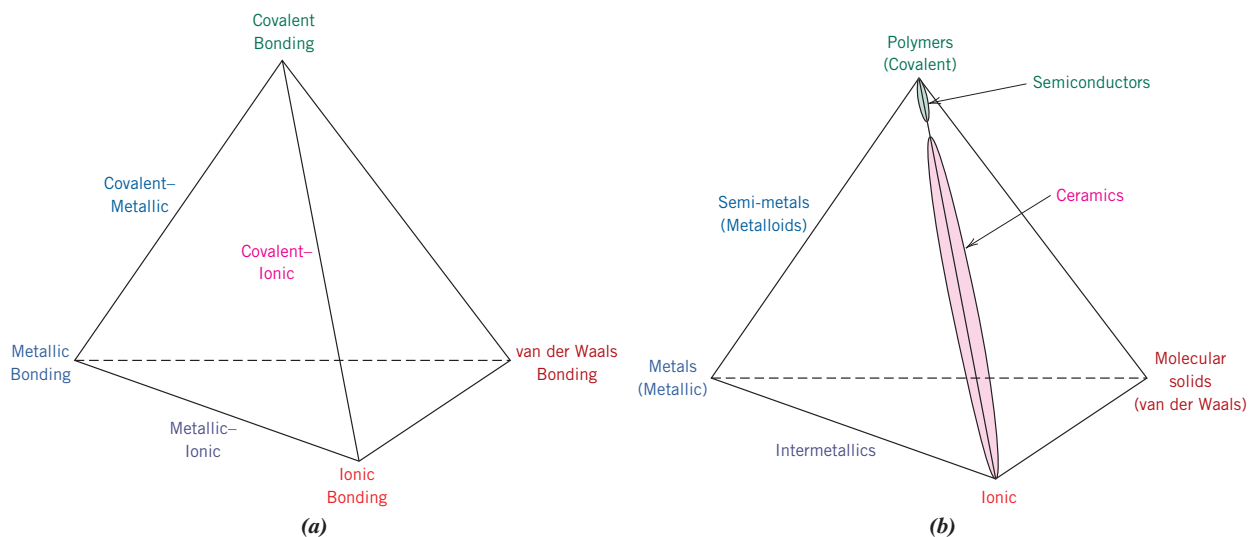 Covalent
Bonding
Covalent–
Metallic
Covalent–
Ionic
Metallic
Bonding
van der Waals
Bonding
Metallic–
Ionic
Ionic
Bonding
(a)
Polymers
(Covalent)
Semiconductors
Semi-metals
(Metalloids)
Ceramics
Metals
(Metallic)
Molecular
solids
(van der Waals)
Intermetallics
Ionic
(b)